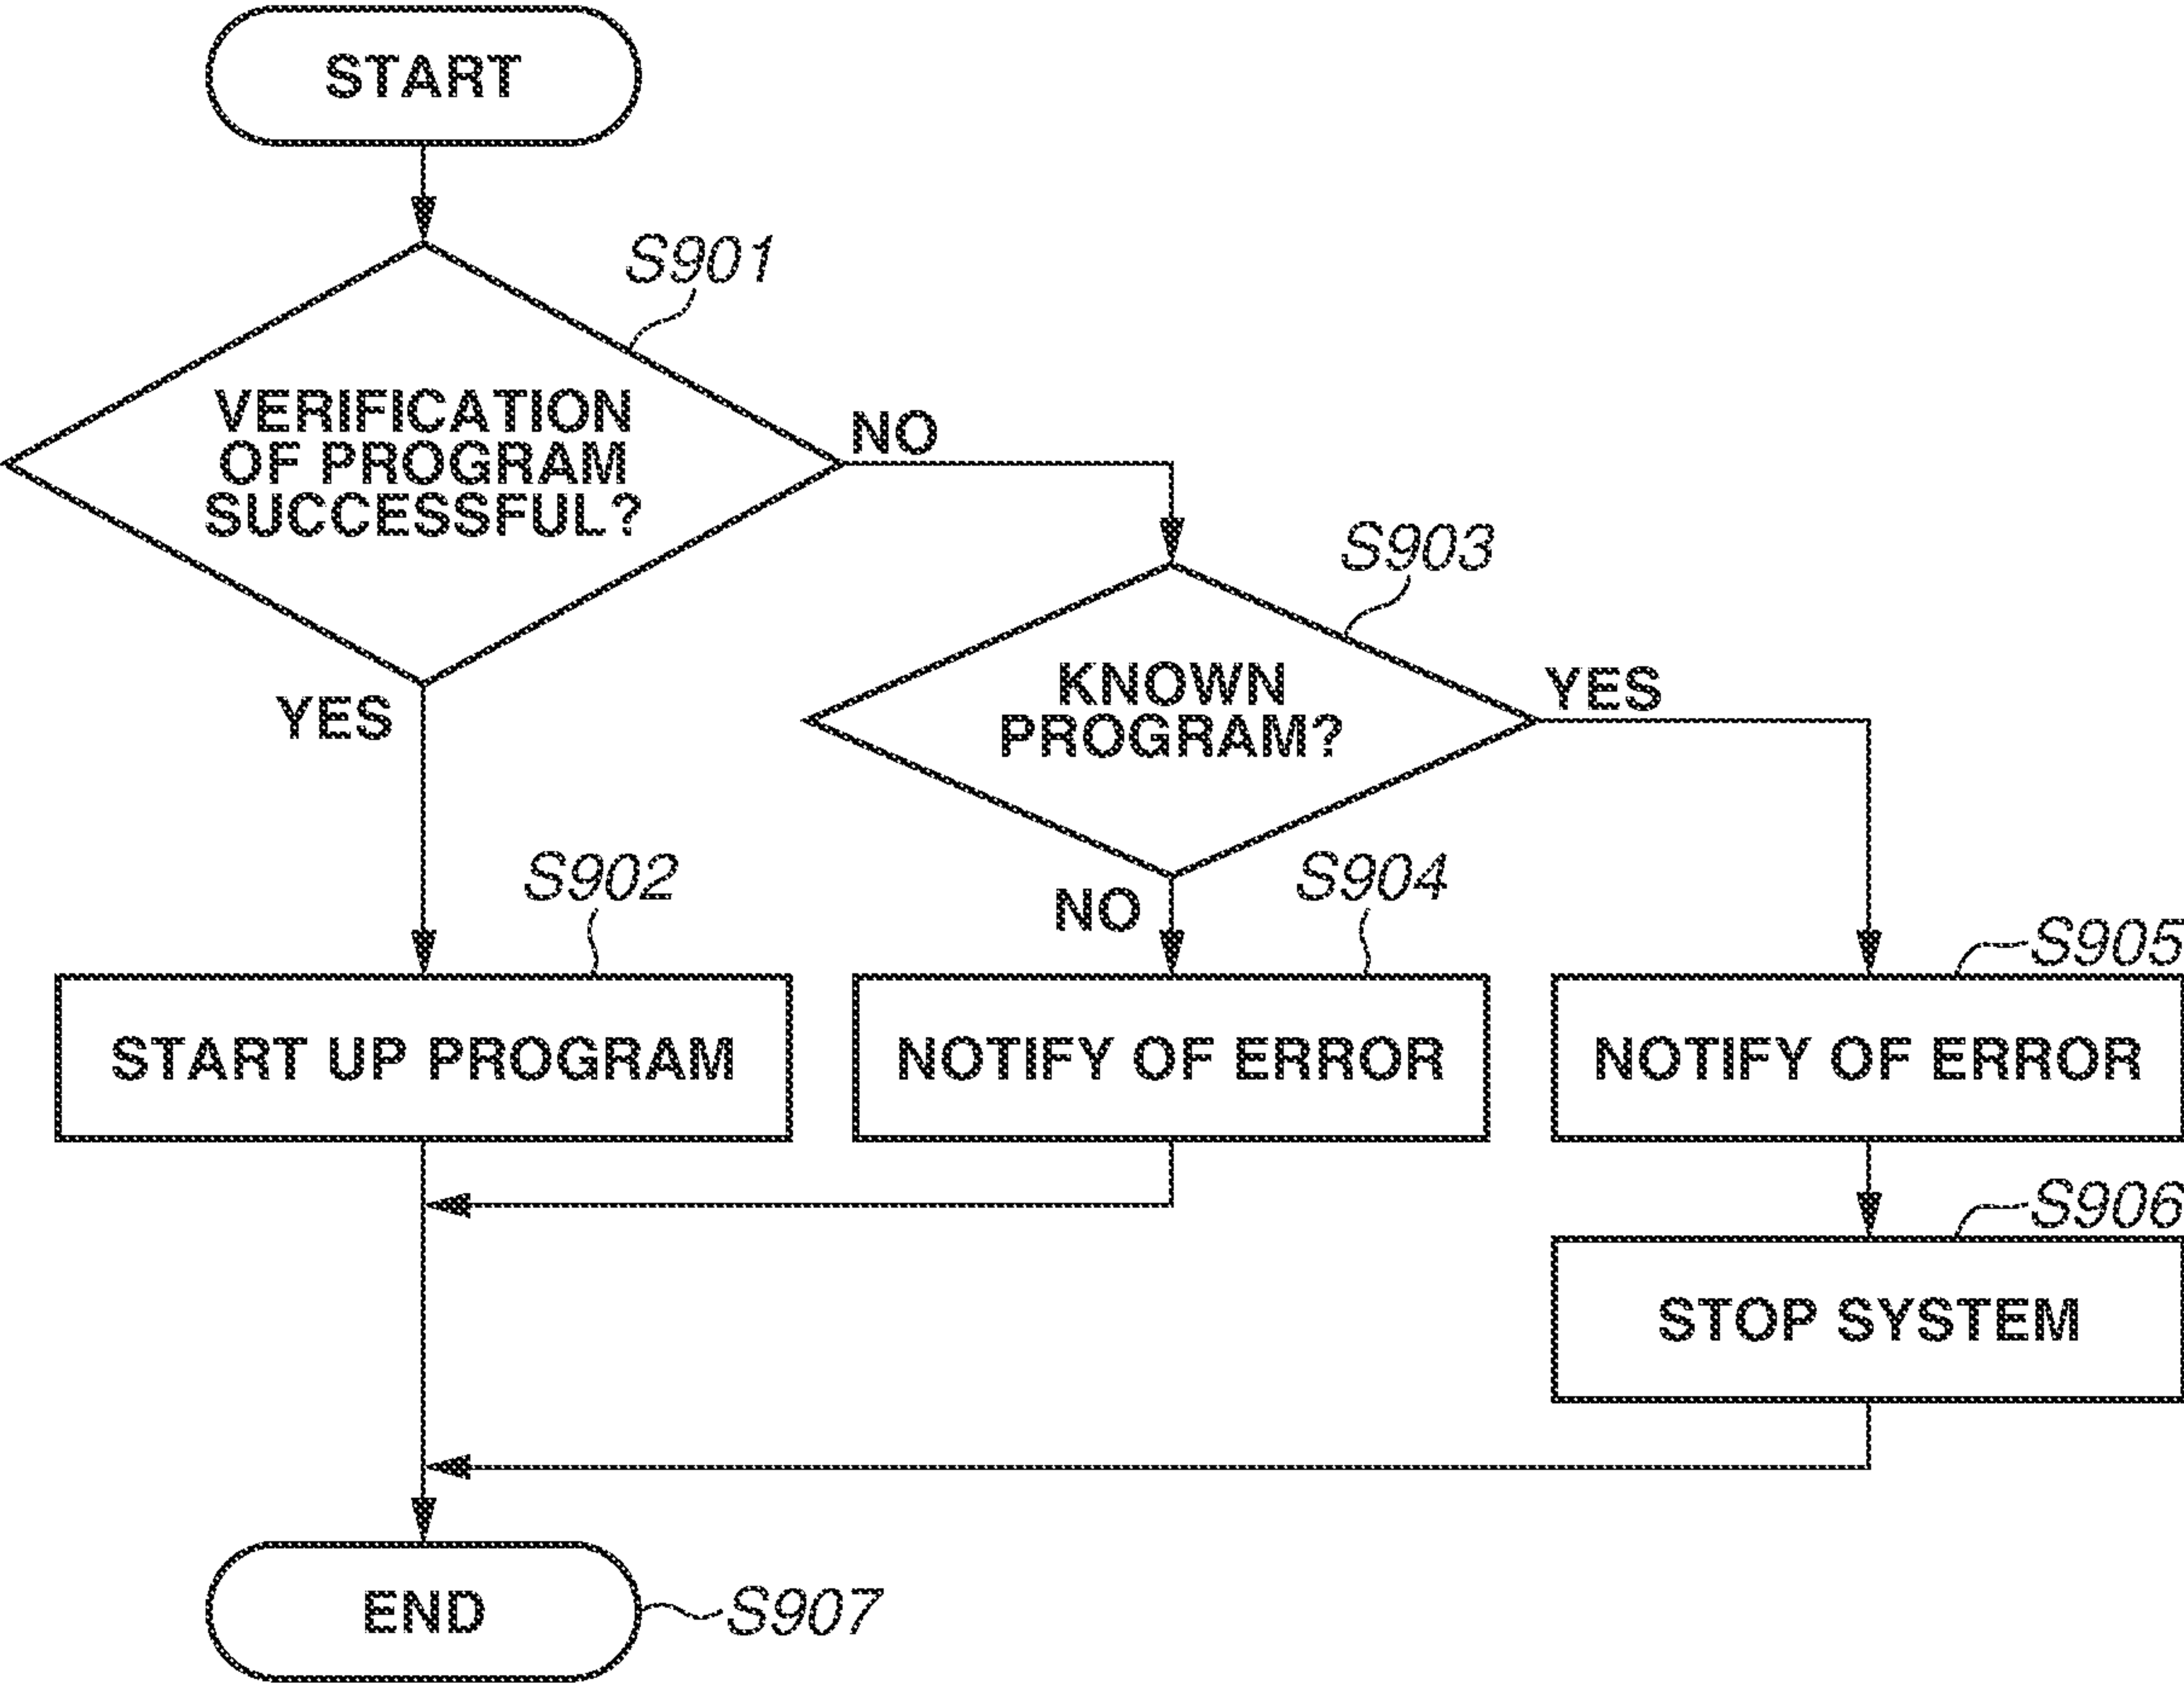 START
S901
VERIFICATION
OF PROGRAM
SUCCESSFUL?
NO
YES
S903
KNOWN
PROGRAM?
YES
NO
S902
START UP PROGRAM
S904
NOTIFY OF ERROR
S905
NOTIFY OF ERROR
S906
STOP SYSTEM
END
S907